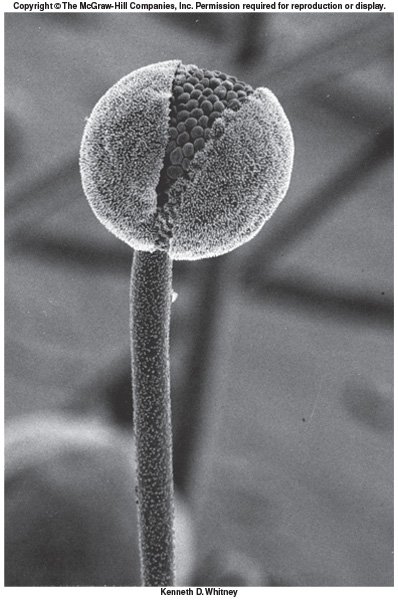 Copyright © The McGraw-Hill Companies, Inc. Permission required for reproduction or display.
Kenneth D. Whitney